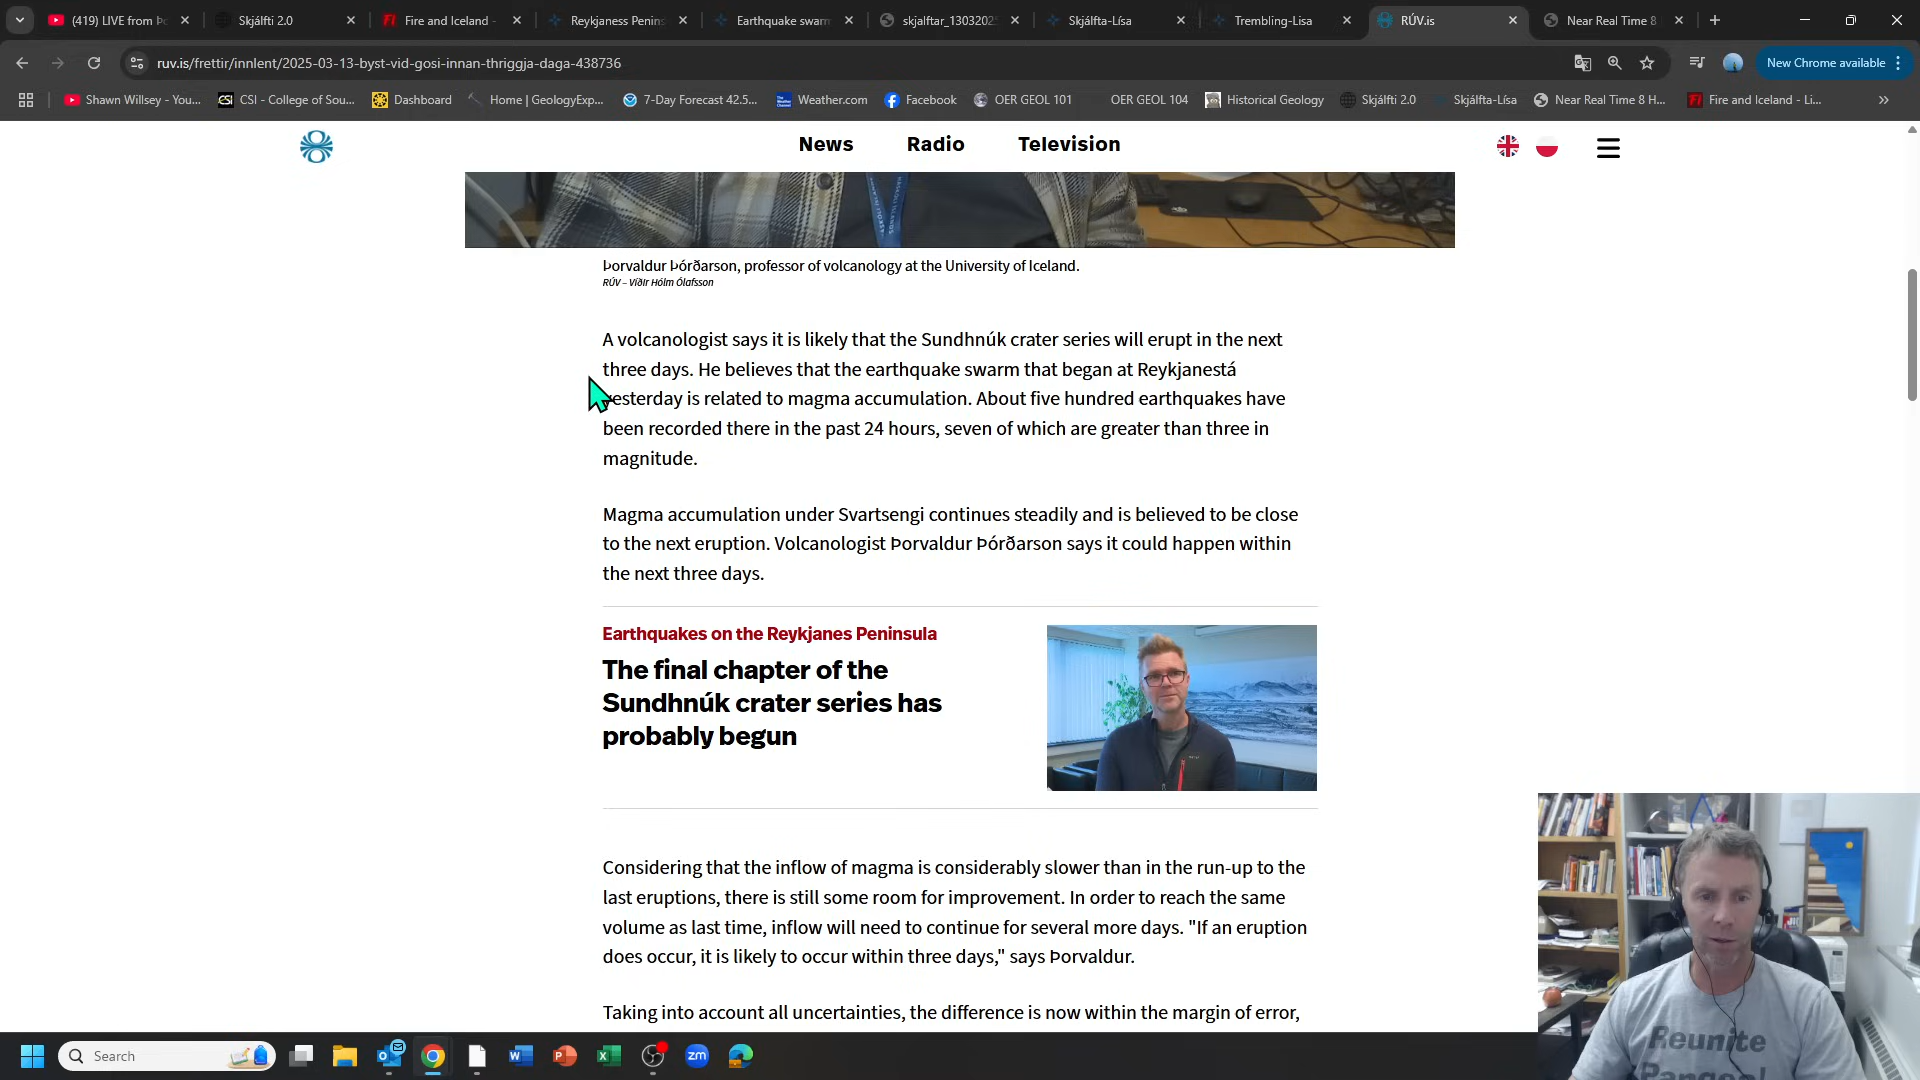 (419) LIVE from Þo
Skjálfti 2.0
Fire and Iceland -
Reykjaness Penins
Earthquake swarm
skjalftar_1303202
Skjálfta-Lísa
Trembling-Lisa
RÚV.is
Near Real Time 8
ruv.is/frettir/innlent/2025-03-13-byst-vid-gosi-innan-thriggja-daga-438736
New Chrome available
Shawn Willsey - You...
CSI - College of Sou...
Dashboard
Home | GeologyExp...
7-Day Forecast 42.5...
Weather.com
Facebook
OER GEOL 101
OER GEOL 104
Historical Geology
Skjálfti 2.0
Skjálfta-Lísa
Near Real Time 8 H...
Fire and Iceland - Li...
News
Radio
Television
Þorvaldur Þórðarson, professor of volcanology at the University of Iceland.
RÚV – Víðir Hólm Ólafsson
A volcanologist says it is likely that the Sundhnúk crater series will erupt in the next
three days. He believes that the earthquake swarm that began at Reykjanestá
yesterday is related to magma accumulation. About five hundred earthquakes have
been recorded there in the past 24 hours, seven of which are greater than three in
magnitude.
Magma accumulation under Svartsengi continues steadily and is believed to be close
to the next eruption. Volcanologist Þorvaldur Þórðarson says it could happen within
the next three days.
Earthquakes on the Reykjanes Peninsula
The final chapter of the
Sundhnúk crater series has
probably begun
Considering that the inflow of magma is considerably slower than in the run-up to the
last eruptions, there is still some room for improvement. In order to reach the same
volume as last time, inflow will need to continue for several more days. "If an eruption
does occur, it is likely to occur within three days," says Þorvaldur.
Taking into account all uncertainties, the difference is now within the margin of error,
Reunite
Pangea!
Search